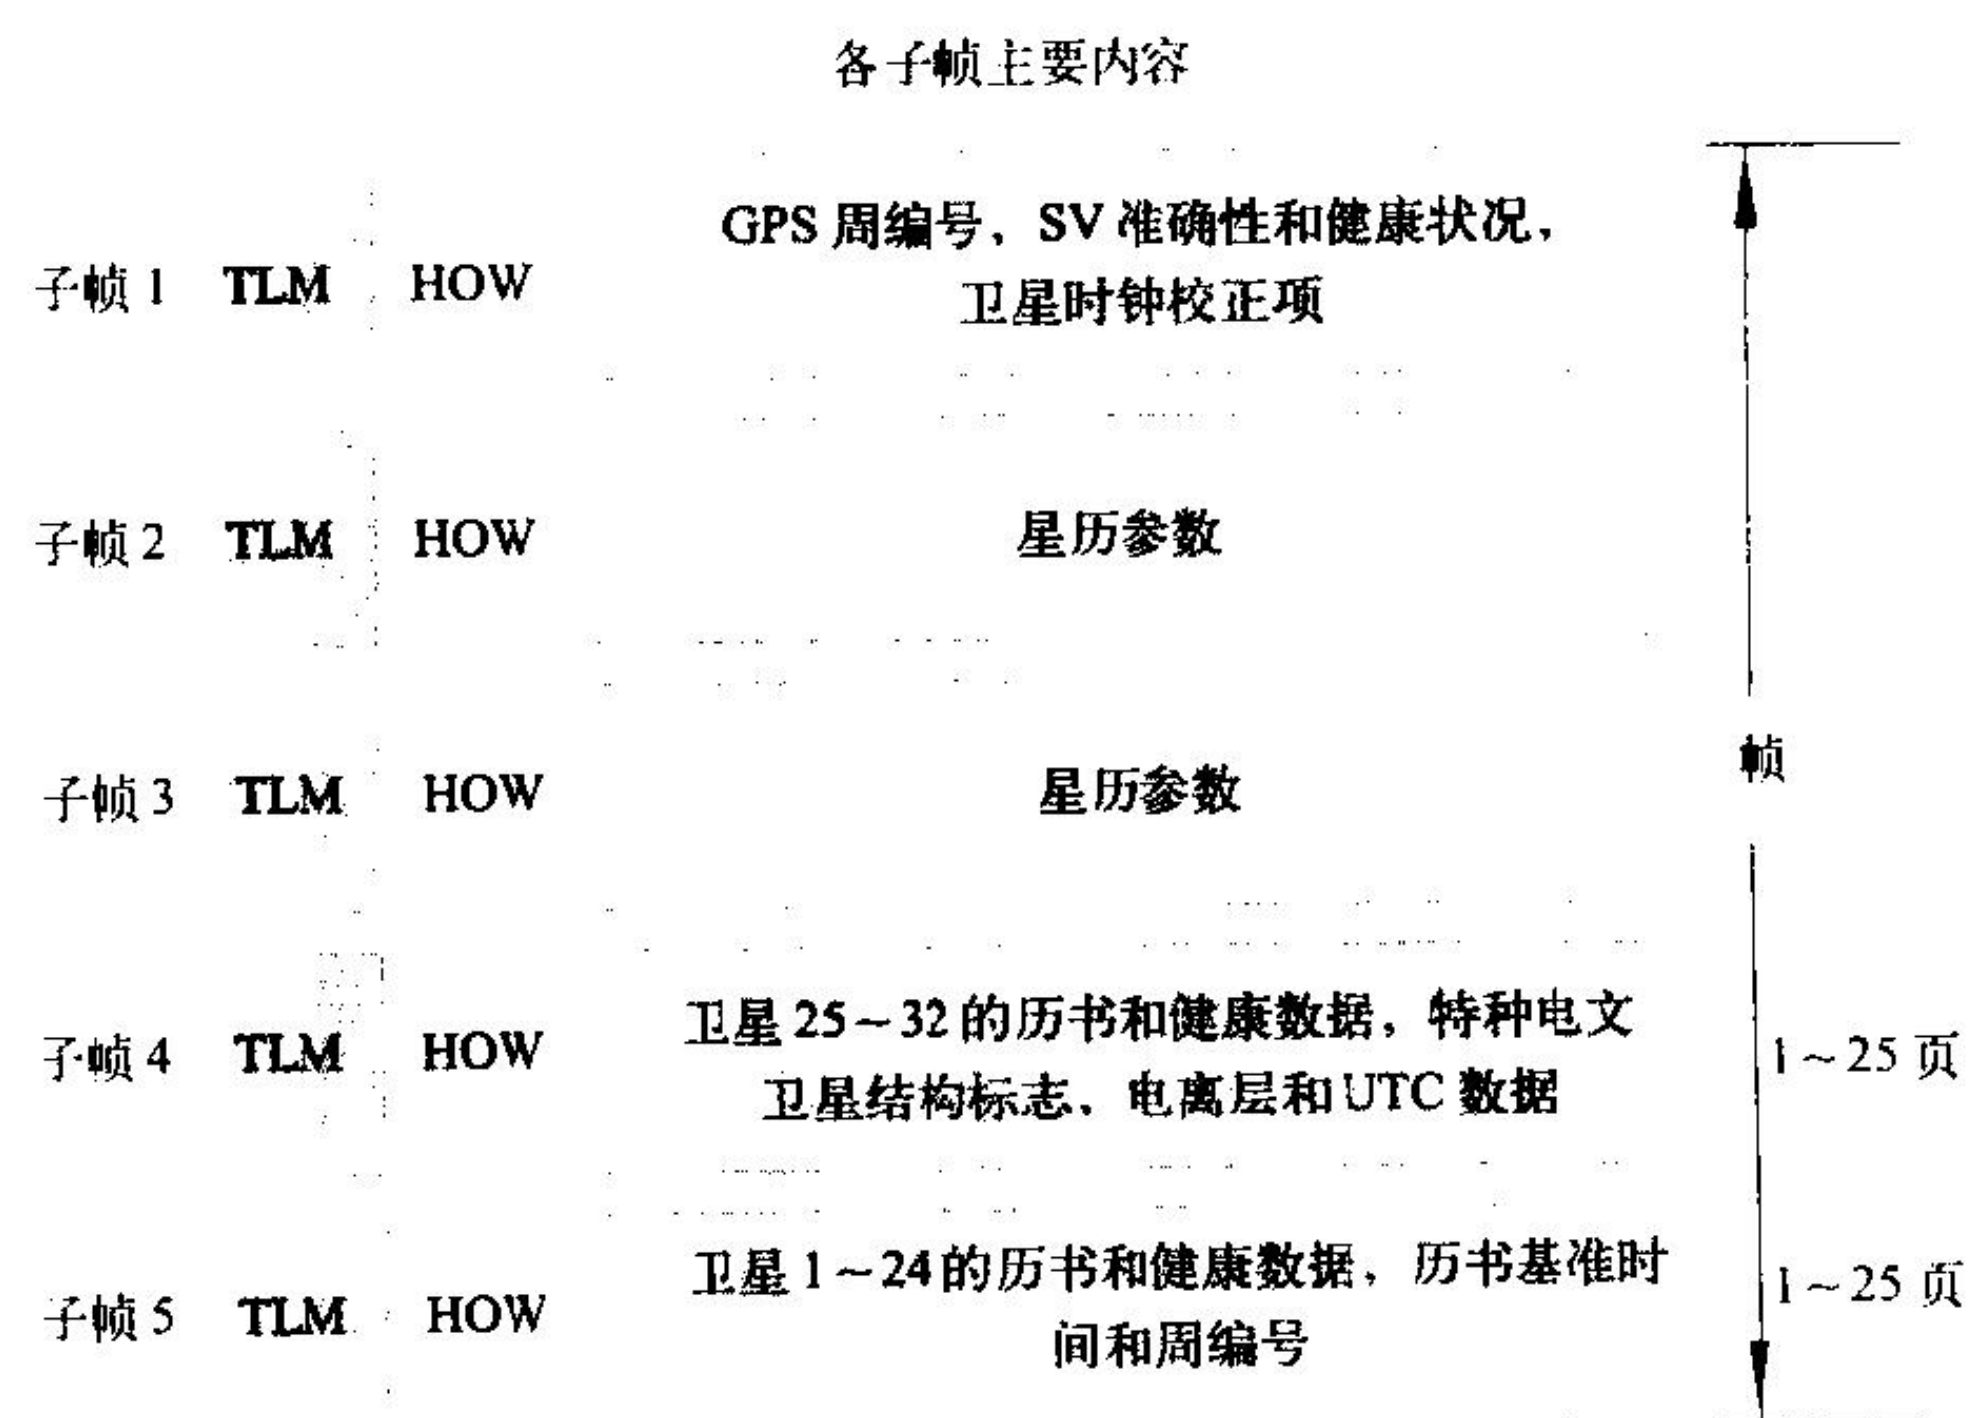 各子帧主要内容
GPS 周编号、SV 准确性和健康状况，
卫星时钟校正项
子帧 1 TLM HOW
子帧 2 TLM HOW 星历参数
子帧 3 TLM HOW 星历参数
帧
卫星 25~32 的历书和健康数据，特种电文
子帧 4 TLM HOW 1~25 页
卫星结构标志、电离层和 UTC 数据
卫星 1~24 的历书和健康数据，历书基准时
1~25 页
子帧 5 TLM HOW
间和周编号